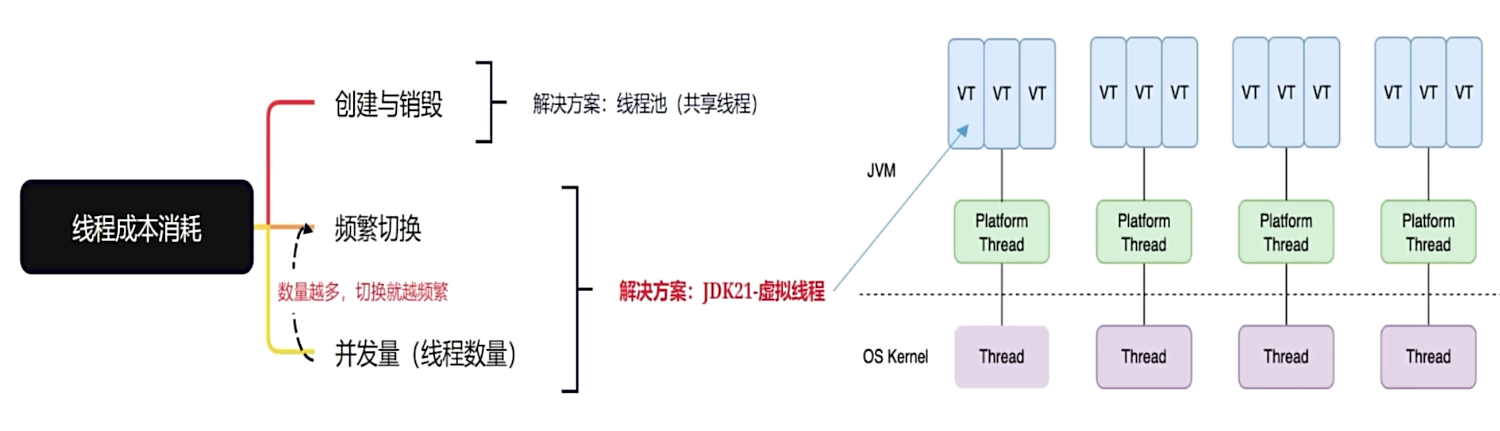 线程成本消耗
创建与销毁
解决方案：线程池（共享线程）
频繁切换
数量越多，切换就越频繁
并发量（线程数量）
解决方案：JDK21-虚拟线程
JVM
VT VT VT
VT VT VT
VT VT VT
VT VT VT
Platform
Thread
Platform
Thread
Platform
Thread
Platform
Thread
OS Kernel
Thread
Thread
Thread
Thread